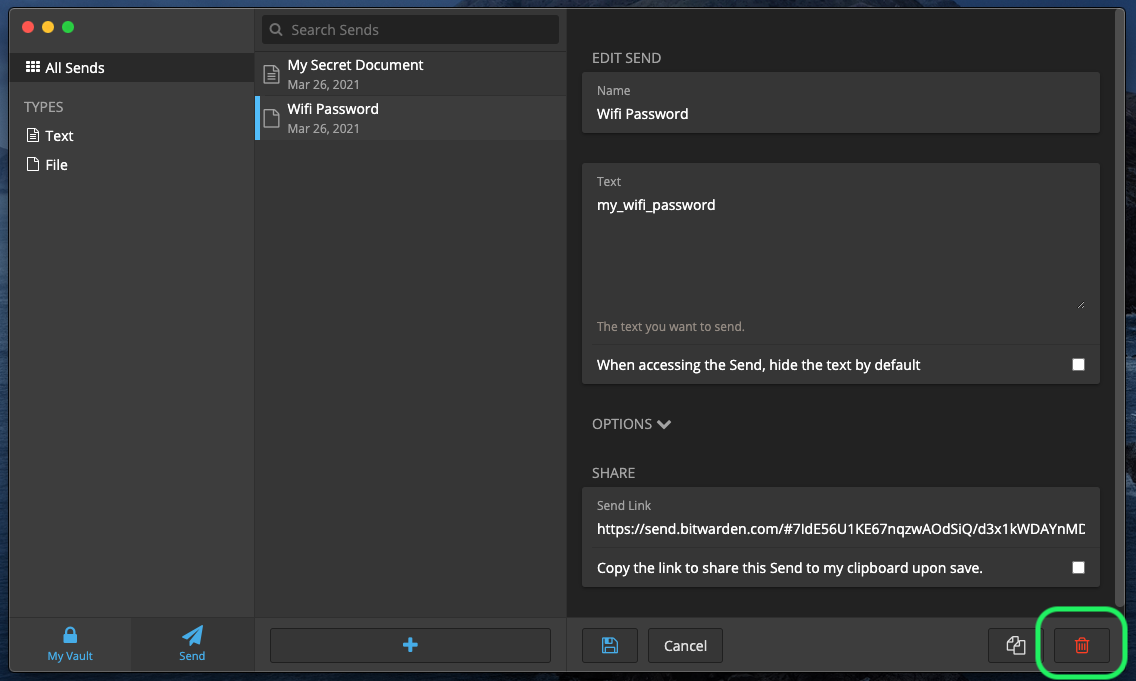 All Sends
TYPES
Text
File
My Vault
Send
Search Sends
My Secret Document
Mar 26, 2021
Wifi Password
Mar 26, 2021
EDIT SEND
Name
Wifi Password
Text
my_wifi_password
The text you want to send.
When accessing the Send, hide the text by default
OPTIONS
SHARE
Send Link
https://send.bitwarden.com/#7IdE56U1KE67nqzwAOdSiQ/d3x1kWDAYnMD
Copy the link to share this Send to my clipboard upon save.
Cancel